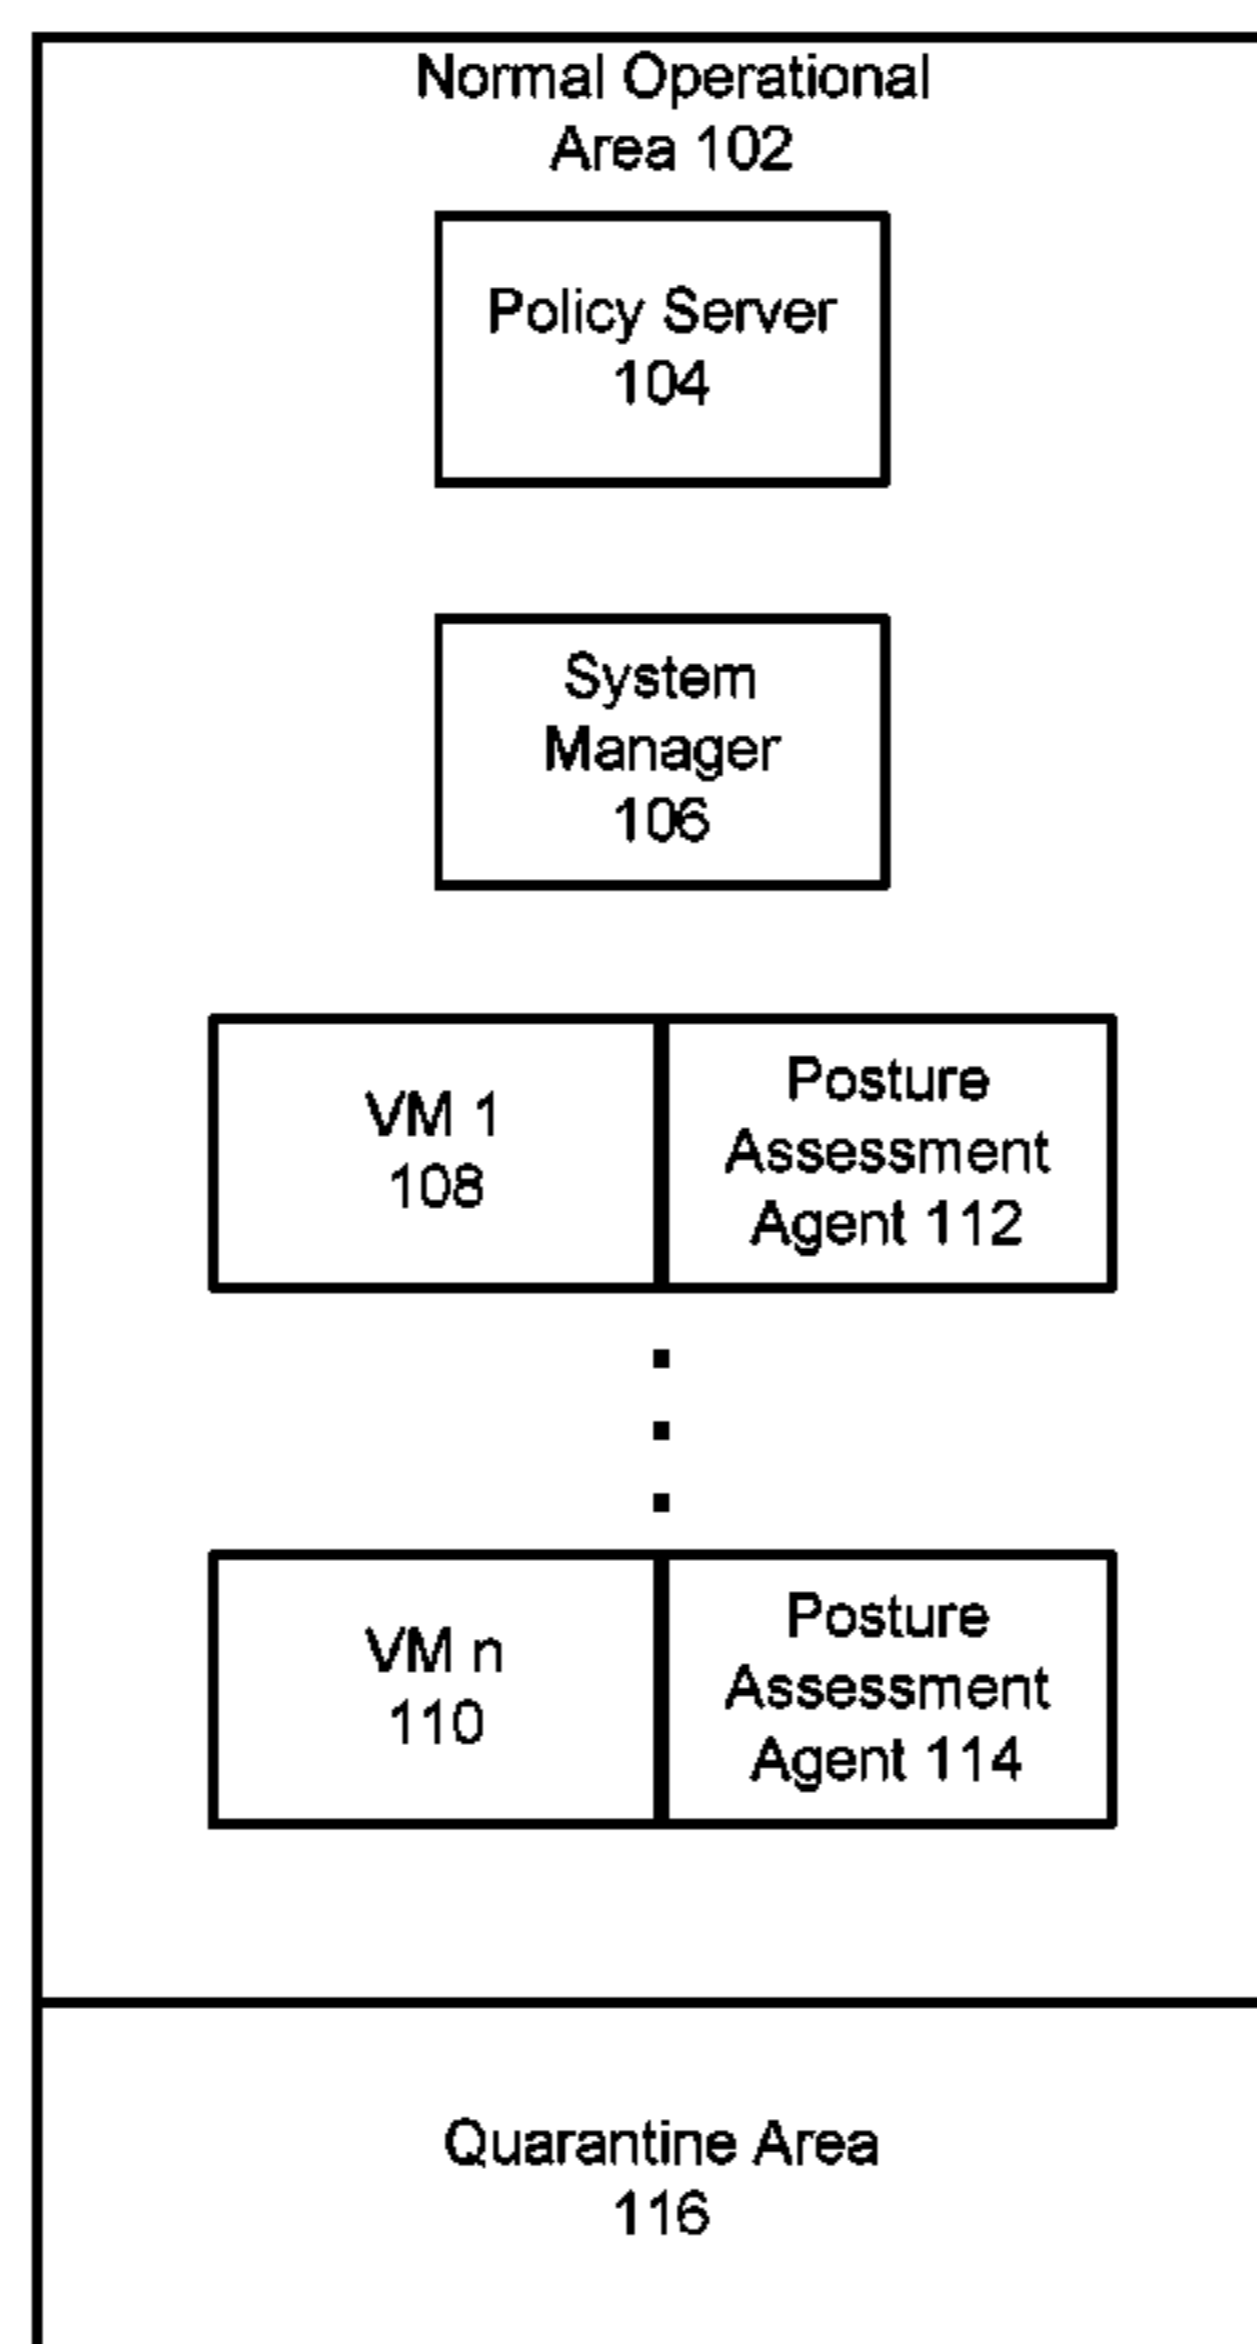 Normal Operational
Area 102
Policy Server
104
System
Manager
106
VM 1
108
Posture
Assessment
Agent 112
VM n
110
Posture
Assessment
Agent 114
Quarantine Area
116